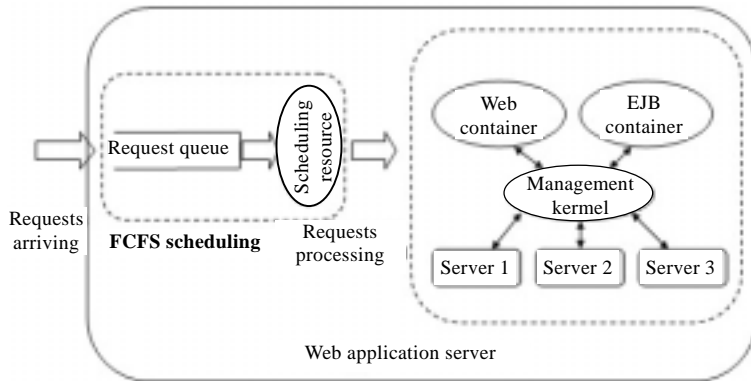 Requests
arriving
Request queue
Scheduling
resource
FCFS scheduling
Requests
processing
Web
container
EJB
container
Management
kernel
Server 1
Server 2
Server 3
Web application server